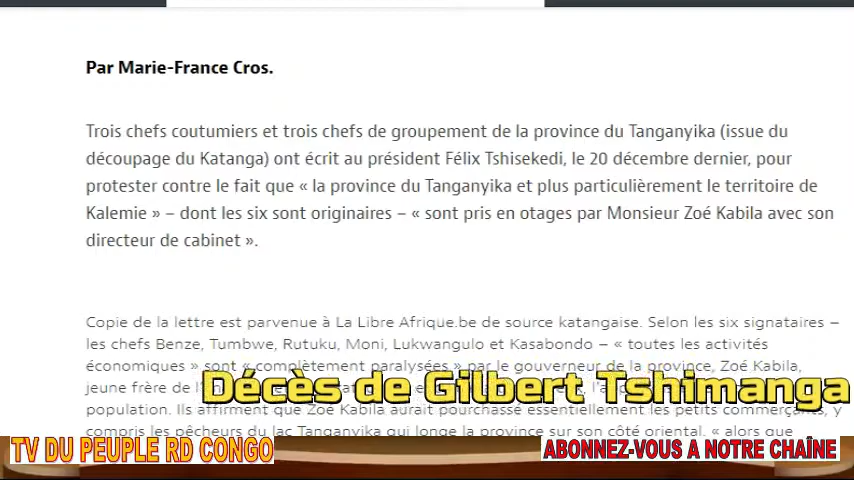 Par Marie-France Cros.
Trois chefs coutumiers et trois chefs de groupement de la province du Tanganyika (issue du
découpage du Katanga) ont écrit au président Félix Tshisekedi, le 20 décembre dernier, pour
protester contre le fait que « la province du Tanganyika et plus particulièrement le territoire de
Kalemie » – dont les six sont originaires – « sont pris en otages par Monsieur Zoé Kabila avec son
directeur de cabinet ».
Copie de la lettre est parvenue à La Libre Afrique.be de source katangaise. Selon les six signataires –
les chefs Benze, Tumbwe, Rutuku, Moni, Lukwangulo et Kasabondo – « toutes les activités
économiques » sont « complètement paralysées » par le gouverneur de la province, Zoé Kabila,
jeune frère de
Décès de Gilbert Tshimanga
population. Ils affirment que Zoé Kabila aurait pourchassé essentiellement les petits commerçants, y
compris les pêcheurs du lac Tanganyika qui longe la province sur son côté oriental, « alors que
TV DU PEUPLE RD CONGO
ABONNEZ-VOUS A NOTRE CHAÎNE